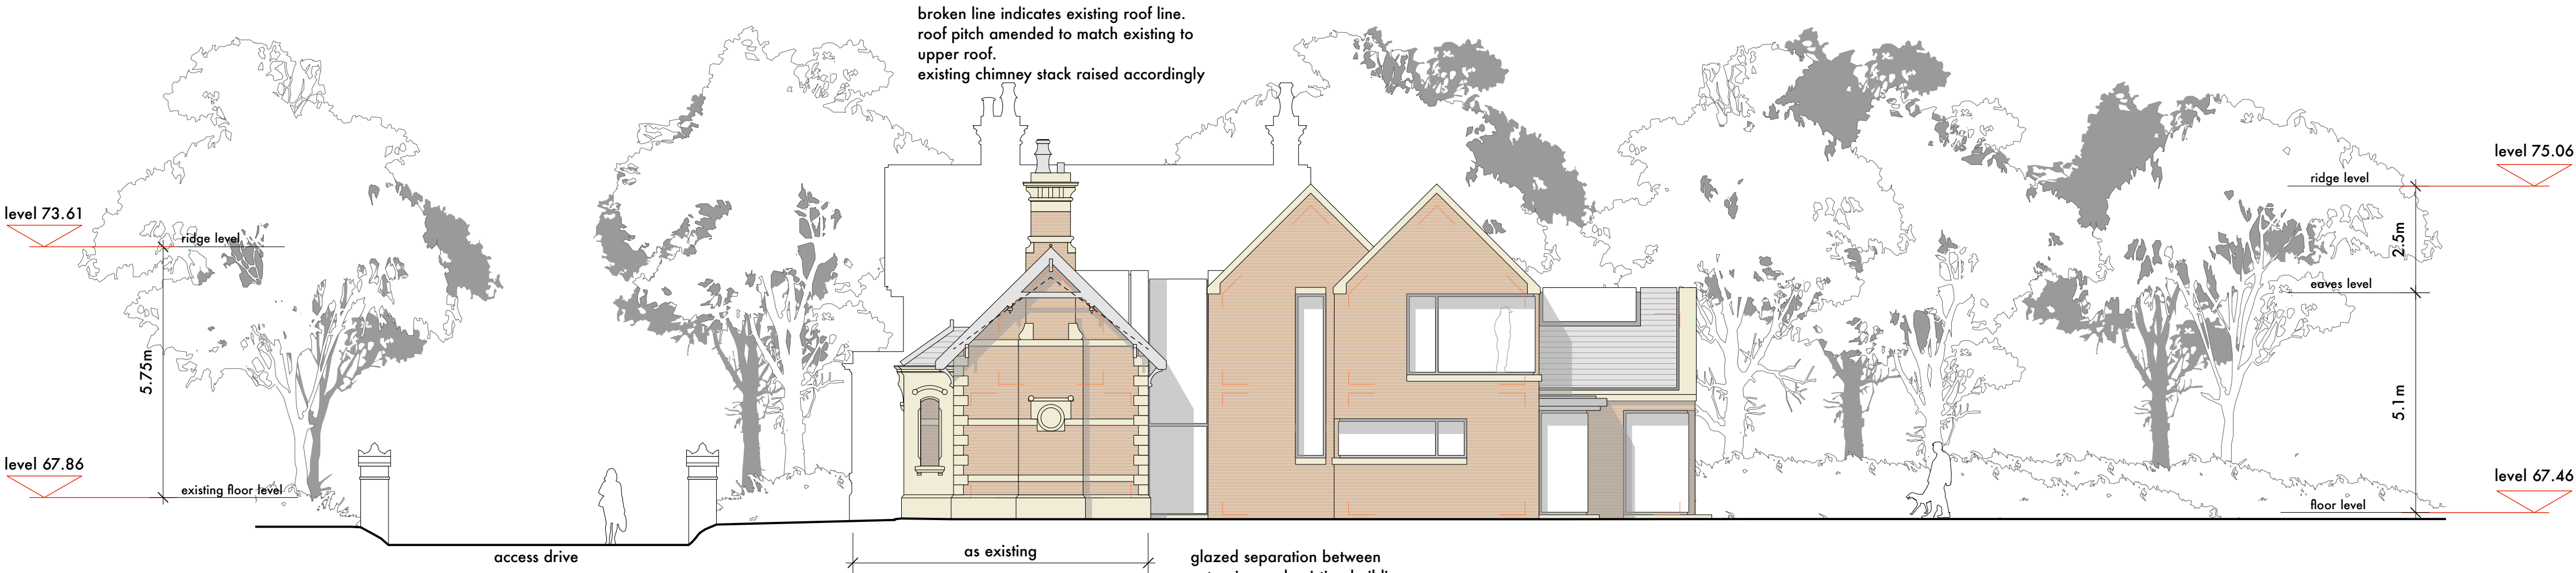 broken line indicates existing roof line.
roof pitch amended to match existing to
upper roof.
existing chimney stack raised accordingly
level 75.06
ridge level
level 73.61
ridge level
2.5m
eaves level
5.75m
5.1m
level 67.86
existing floor level
level 67.46
floor level
access drive
as existing
glazed separation between